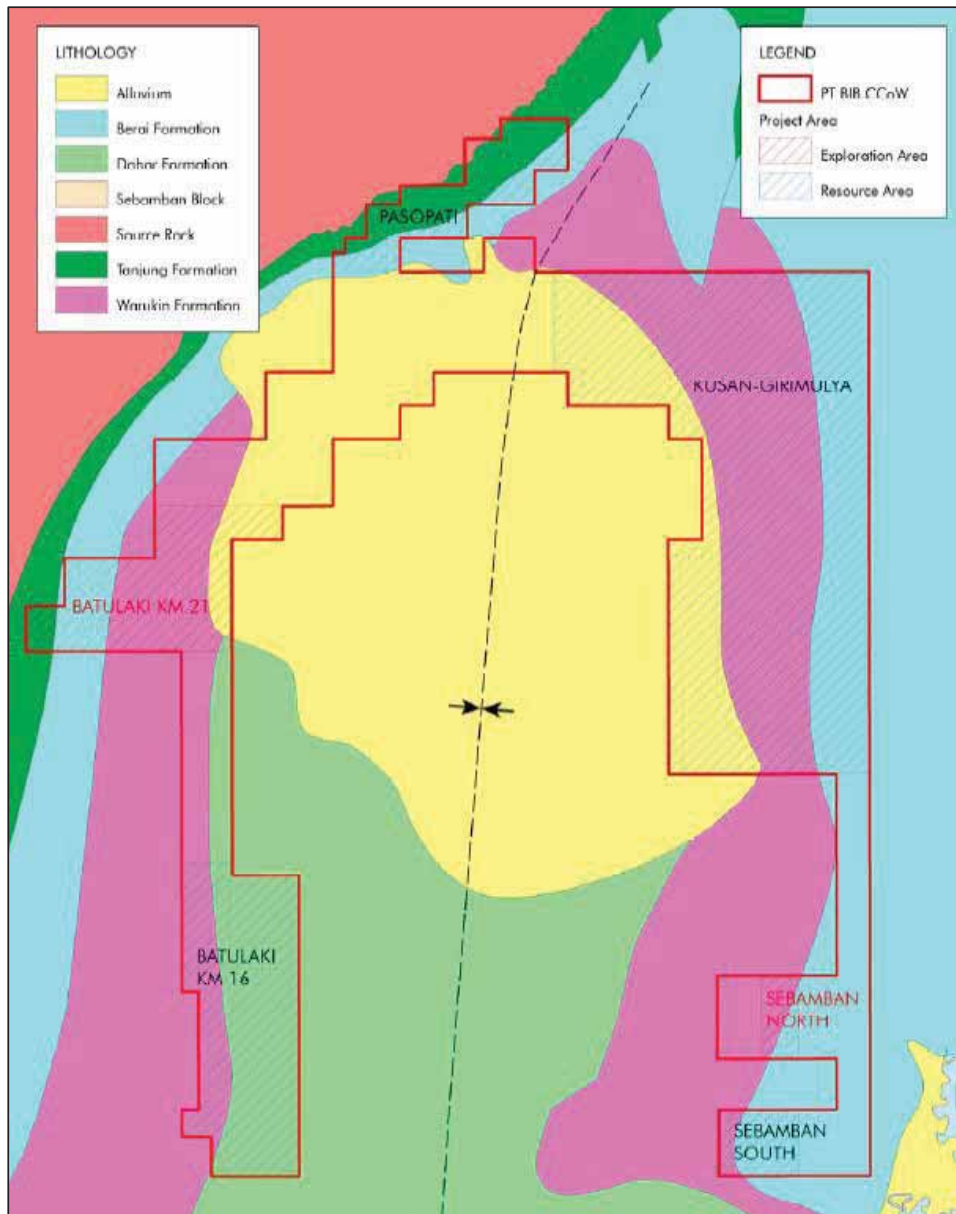 LITHOLOGY
Alluvium
Berai Formation
Dahar Formation
Sebamban Block
Source Rock
Tanjung Formation
Warukin Formation
LEGEND
PT BIB CCoW
Project Area
Exploration Area
Resource Area
PASOPATI
KUSAN-GIRIMULYA
BATULAKI KM 21
BATULAKI
KM 16
SEBAMBAN
NORTH
SEBAMBAN
SOUTH